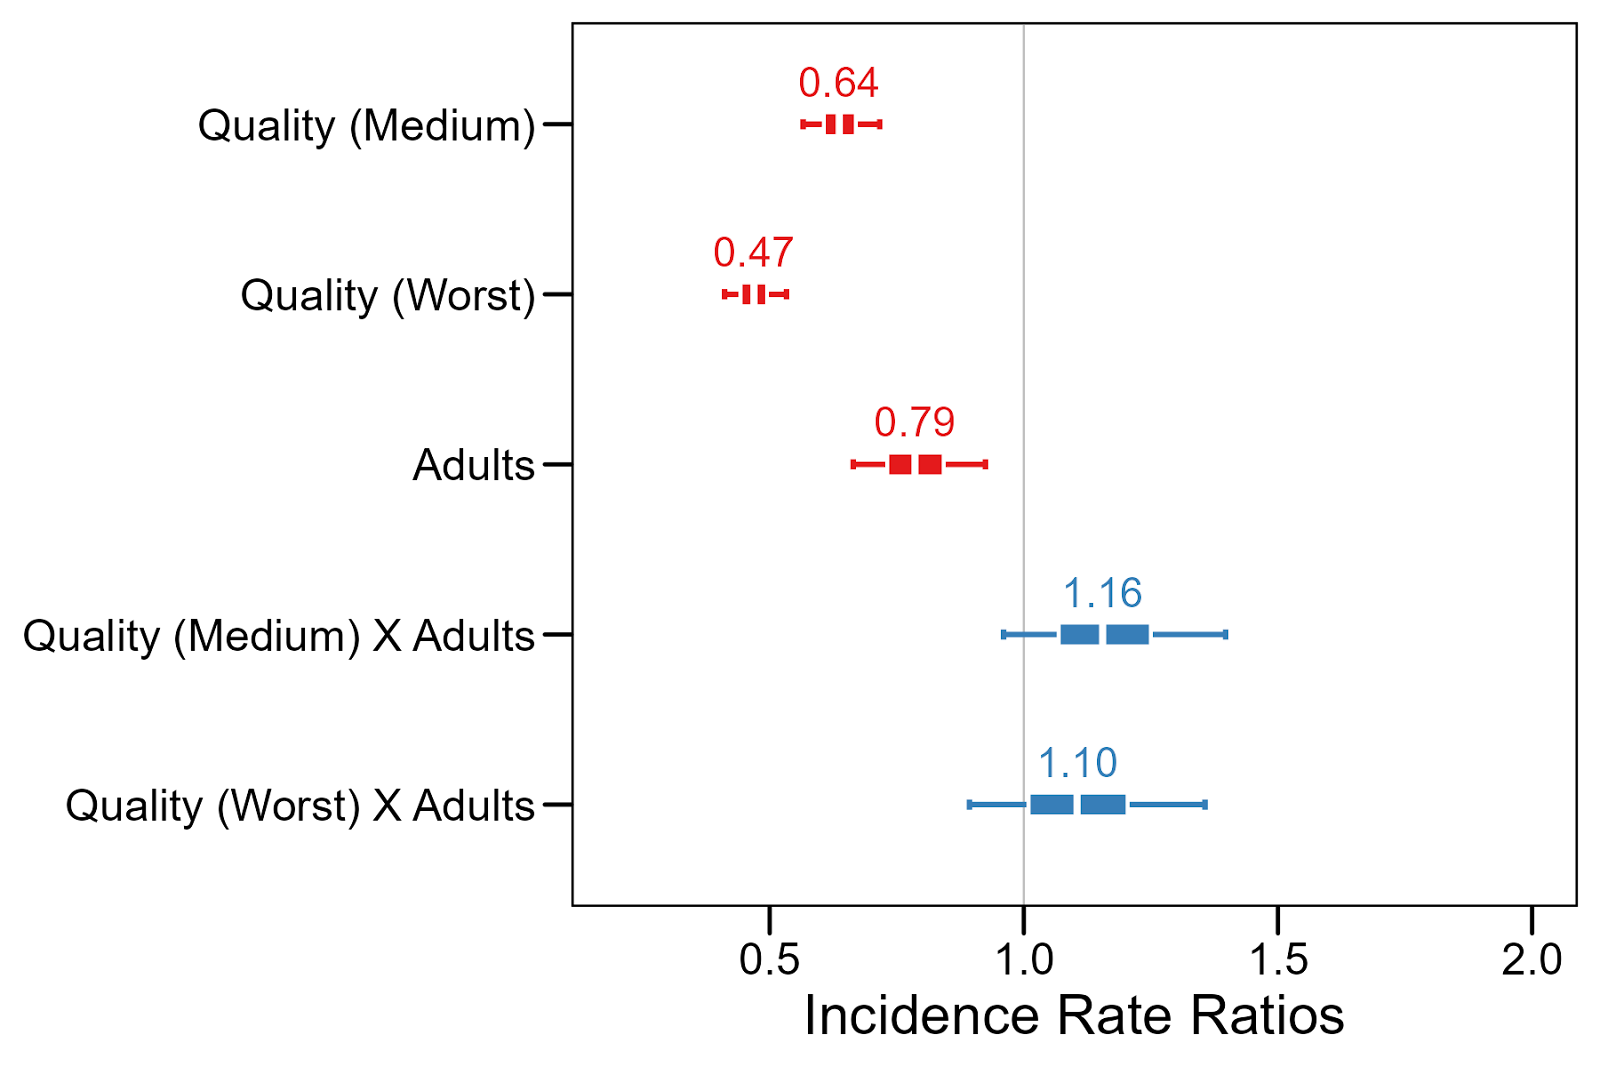 0.64
Quality (Medium)
0.47
Quality (Worst)
0.79
Adults
1.16
Quality (Medium) X Adults
1.10
Quality (Worst) X Adults
0.5 1.0 1.5 2.0
Incidence Rate Ratios